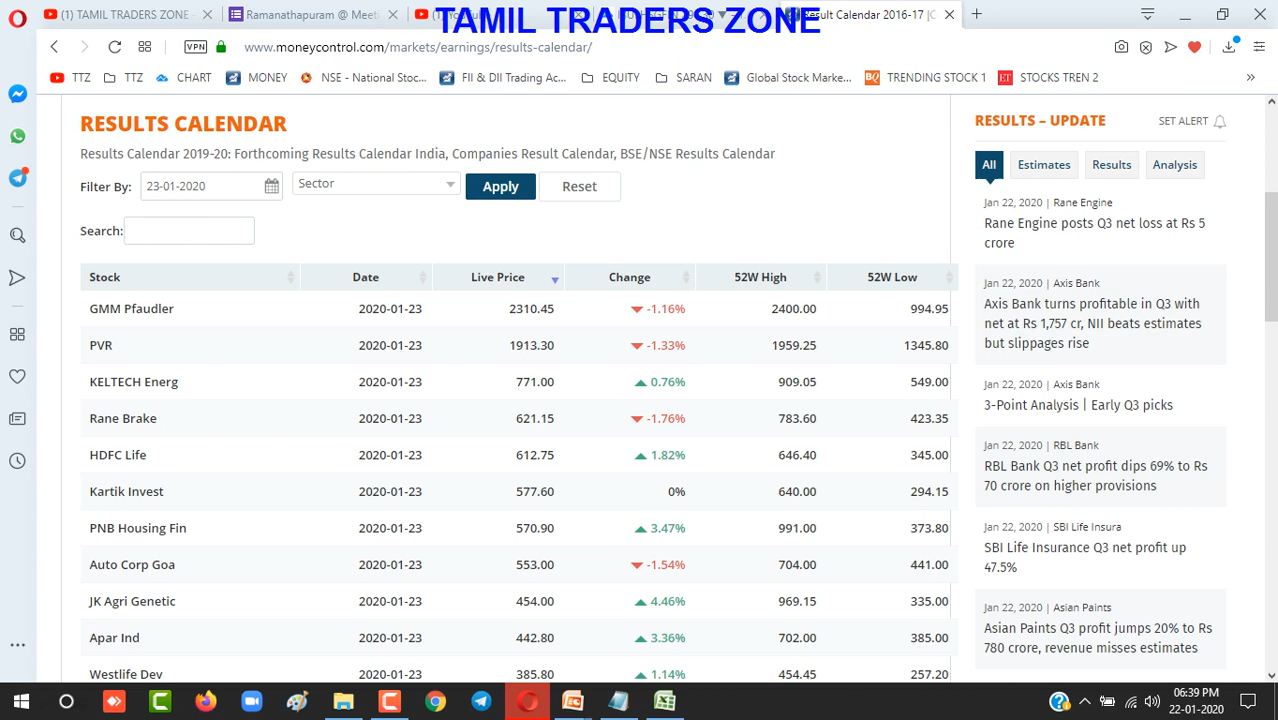 (1) TAMIL TRADERS ZONE
Ramanathapuram @ Meeti
Result Calendar 2016-17 | C
TAMIL TRADERS ZONE
VPN
www.moneycontrol.com/markets/earnings/results-calendar/
TTZ
TTZ
CHART
MONEY
NSE - National Stoc...
FII & DII Trading Ac...
EQUITY
SARAN
Global Stock Marke...
BQ
TRENDING STOCK 1
ET
STOCKS TREN 2
RESULTS CALENDAR
Results Calendar 2019-20: Forthcoming Results Calendar India, Companies Result Calendar, BSE/NSE Results Calendar
Filter By: 23-01-2020 Sector Apply Reset
Search:
Stock Date Live Price Change 52W High 52W Low
GMM Pfaudler 2020-01-23 2310.45 -1.16% 2400.00 994.95
PVR 2020-01-23 1913.30 -1.33% 1959.25 1345.80
KELTECH Energ 2020-01-23 771.00 0.76% 909.05 549.00
Rane Brake 2020-01-23 621.15 -1.76% 783.60 423.35
HDFC Life 2020-01-23 612.75 1.82% 646.40 345.00
Kartik Invest 2020-01-23 577.60 0% 640.00 294.15
PNB Housing Fin 2020-01-23 570.90 3.47% 991.00 373.80
Auto Corp Goa 2020-01-23 553.00 -1.54% 704.00 441.00
JK Agri Genetic 2020-01-23 454.00 4.46% 969.15 335.00
Apar Ind 2020-01-23 442.80 3.36% 702.00 385.00
Westlife Dev 2020-01-23 385.80 1.14% 454.45 257.20
RESULTS – UPDATE
SET ALERT
All Estimates Results Analysis
Jan 22, 2020 | Rane Engine
Rane Engine posts Q3 net loss at Rs 5
crore
Jan 22, 2020 | Axis Bank
Axis Bank turns profitable in Q3 with
net at Rs 1,757 cr, NII beats estimates
but slippages rise
Jan 22, 2020 | Axis Bank
3-Point Analysis | Early Q3 picks
Jan 22, 2020 | RBL Bank
RBL Bank Q3 net profit dips 69% to Rs
70 crore on higher provisions
Jan 22, 2020 | SBI Life Insura
SBI Life Insurance Q3 net profit up
47.5%
Jan 22, 2020 | Asian Paints
Asian Paints Q3 profit jumps 20% to Rs
780 crore, revenue misses estimates
06:39 PM
22-01-2020